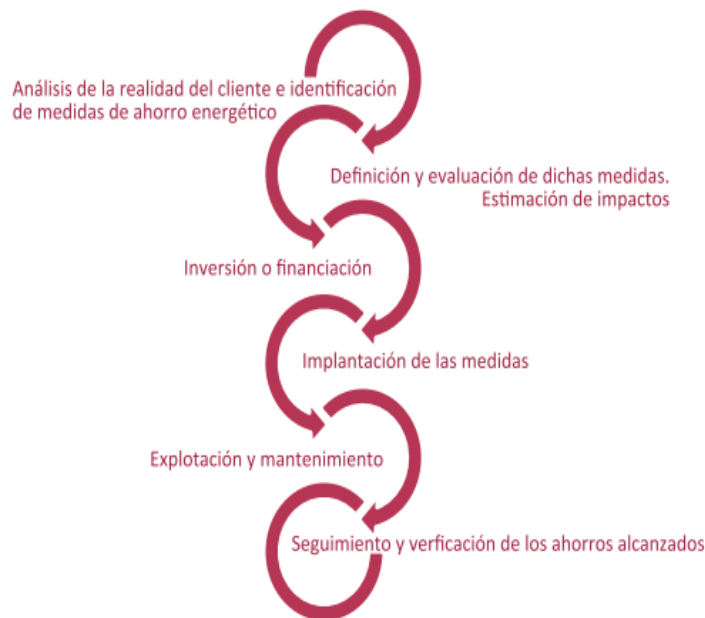 Análisis de la realidad del cliente e identificación
de medidas de ahorro energético
Definición y evaluación de dichas medidas.
Estimación de impactos
Inversión o financiación
Implantación de las medidas
Explotación y mantenimiento
Seguimiento y verficación de los ahorros alcanzados